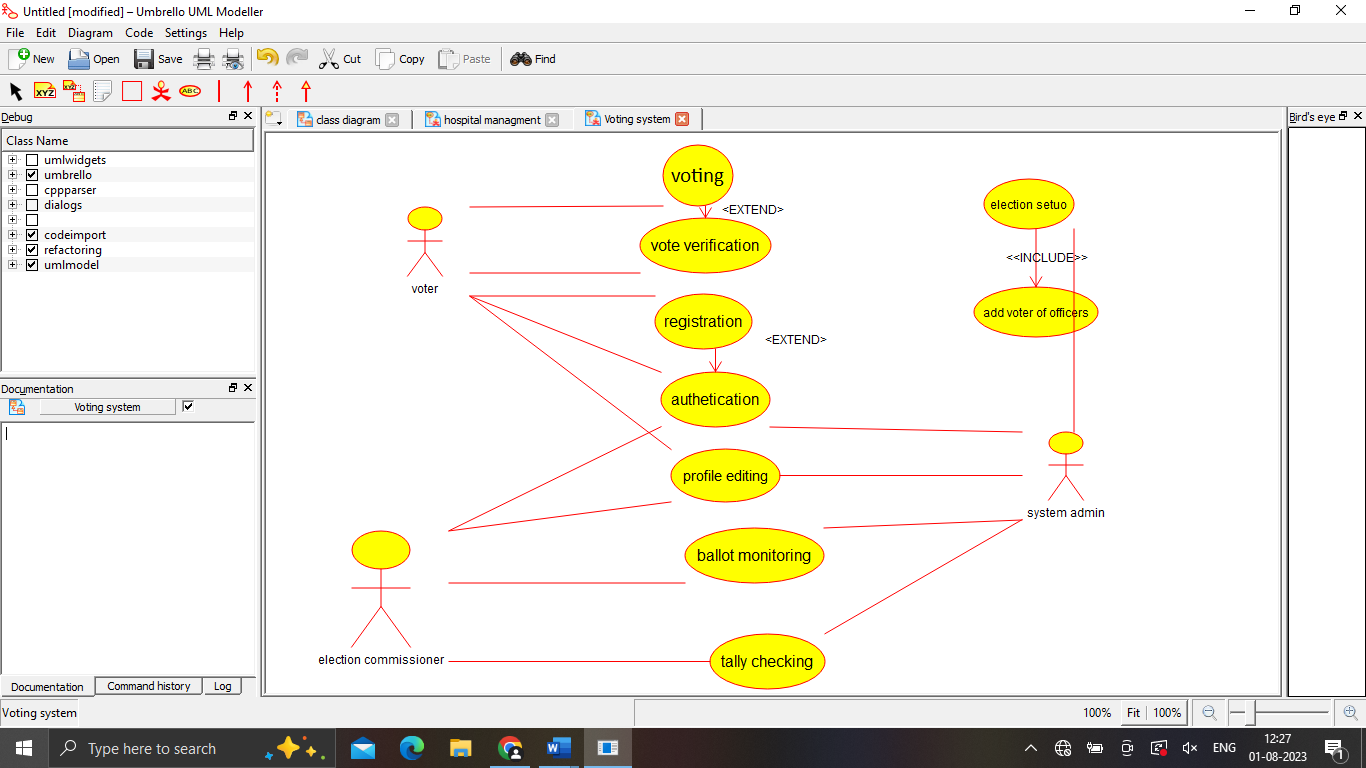 Untitled [modified] – Umbrello UML Modeller
File Edit Diagram Code Settings Help
New Open Save Cut Copy Paste Find
XYZ XYZ ABC
Debug
Class Name
umlwidgets
umbrello
cppparser
dialogs
codeimport
refactoring
umlmodel
Documentation
Voting system
Documentation Command history Log
class diagram hospital managment Voting system
voting
<EXTEND>
vote verification
voter
registration
<EXTEND>
authetication
profile editing
ballot monitoring
election commissioner
tally checking
election setuo
<<INCLUDE>>
add voter of officers
system admin
Bird's eye
Voting system
100% Fit 100%
Type here to search
W
ENG
12:27
01-08-2023
1